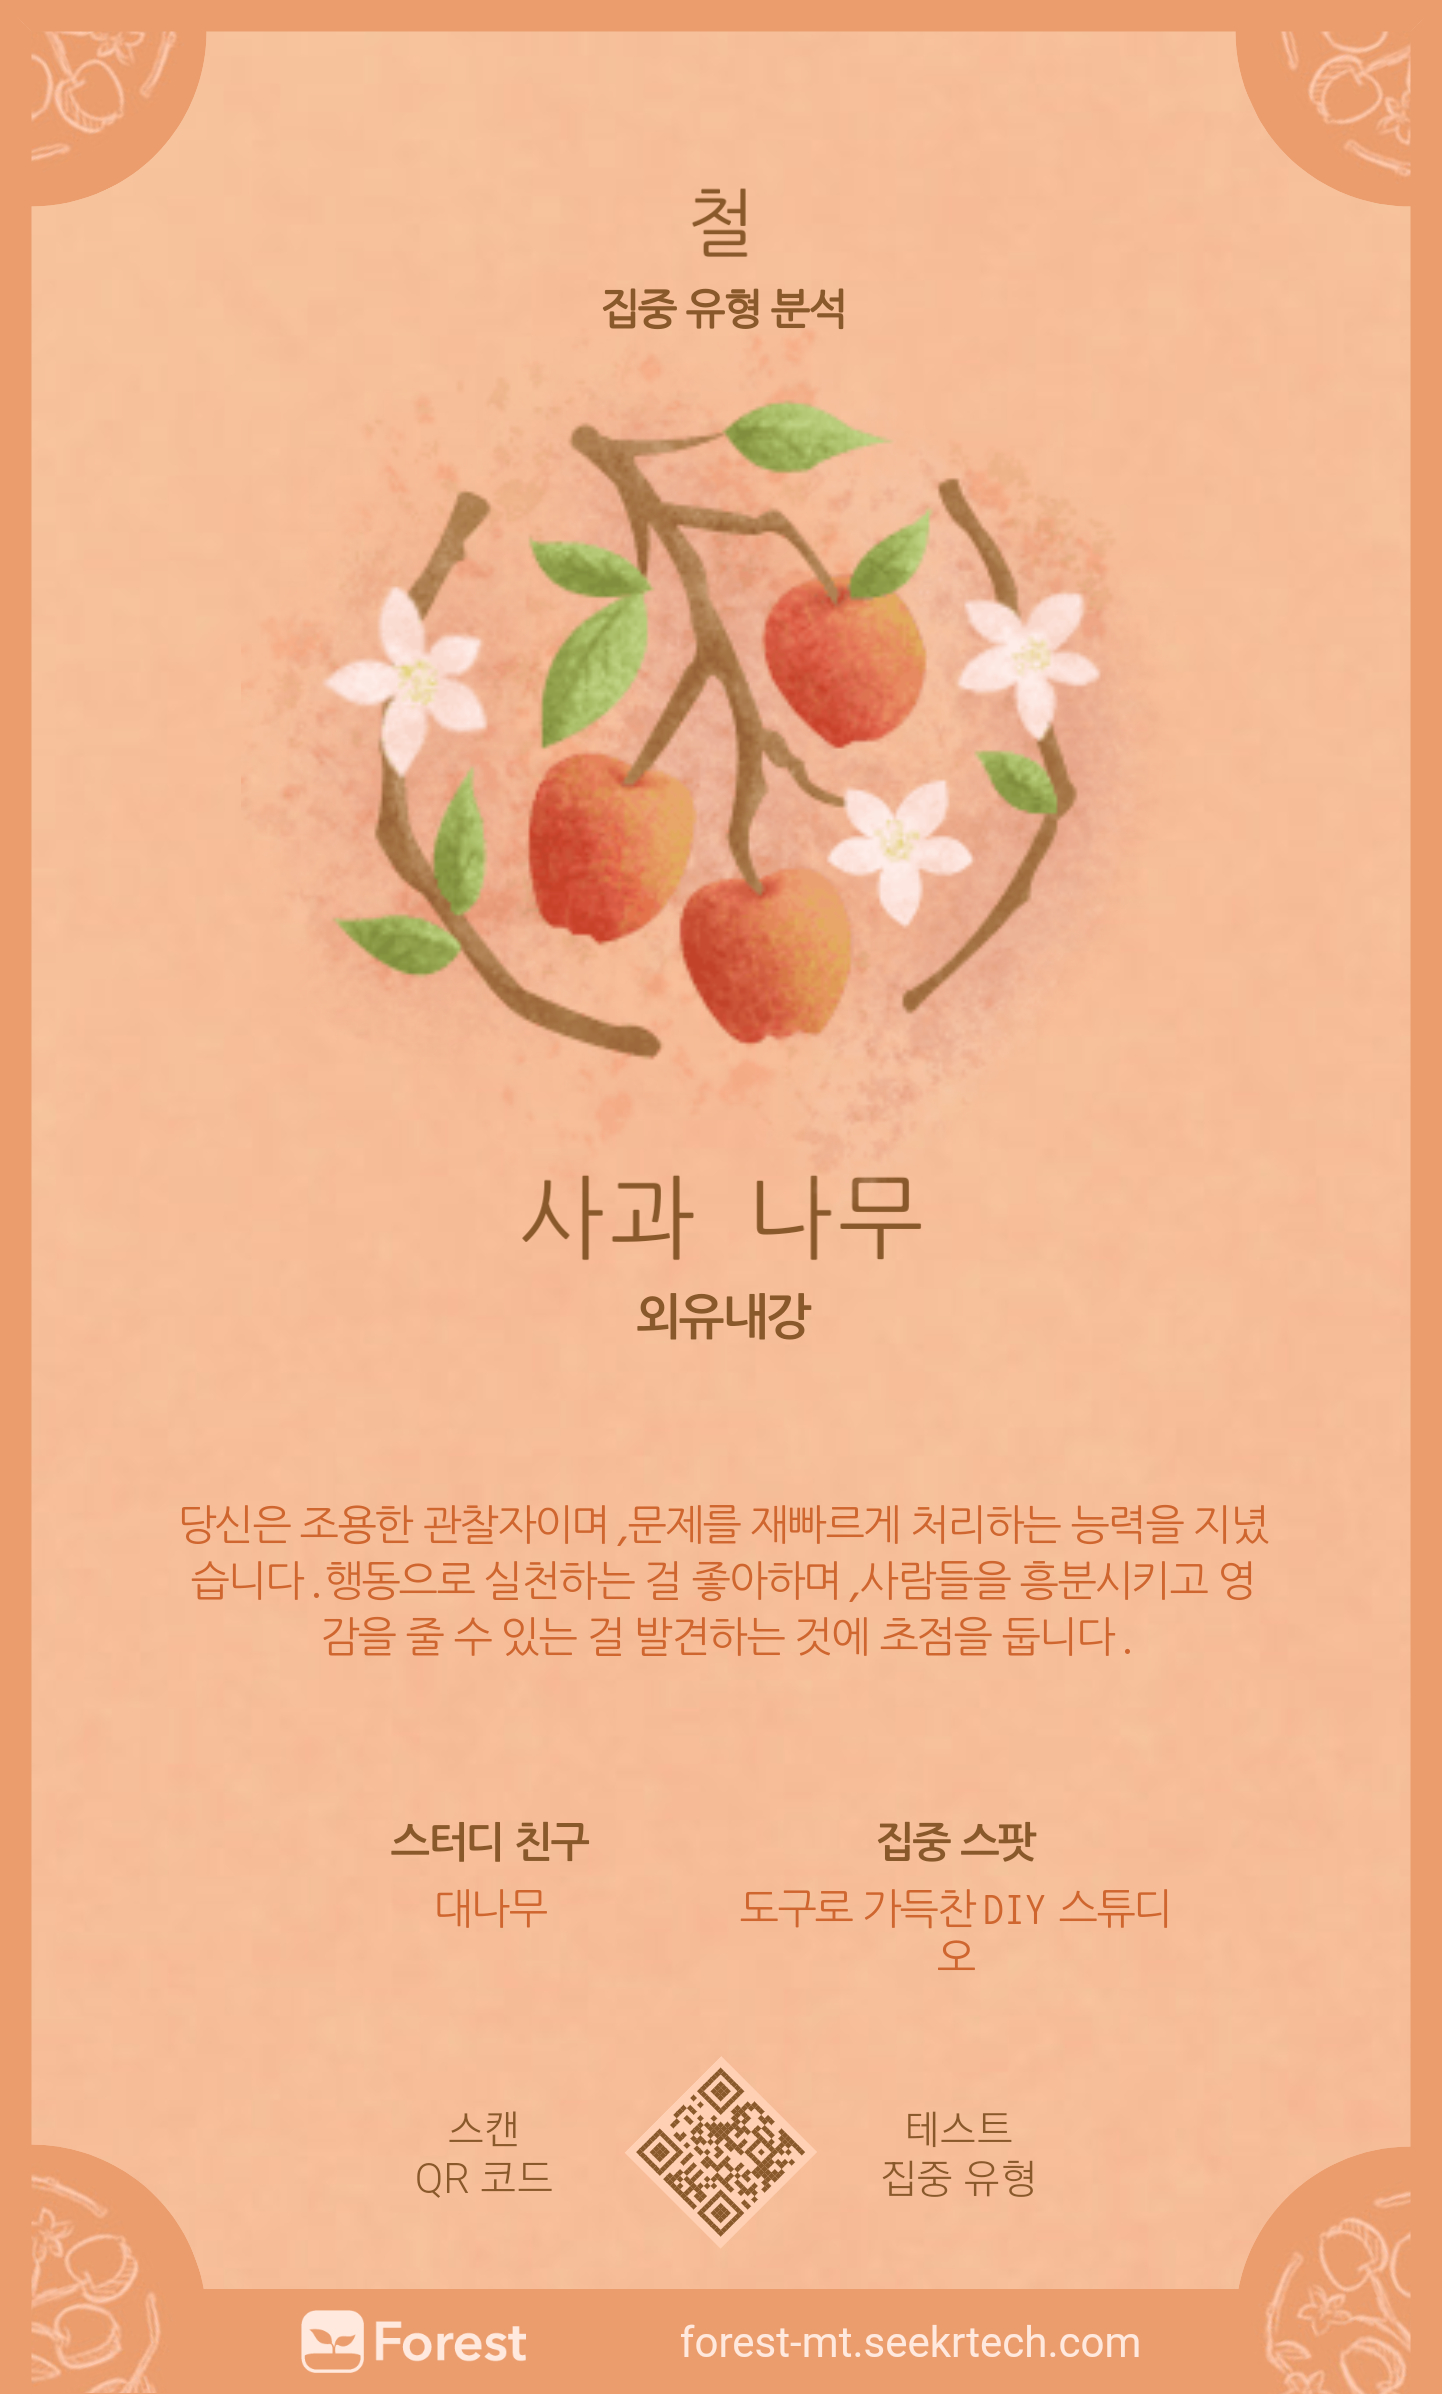 철
집중 유형 분석
사과 나무
외유내강
당신은 조용한 관찰자이며,문제를 재빠르게 처리하는 능력을 지녔
습니다.행동으로 실천하는 걸 좋아하며,사람들을 흥분시키고 영
감을 줄 수 있는 걸 발견하는 것에 초점을 둡니다.
스터디 친구
대나무
집중 스팟
도구로 가득찬DIY 스튜디
오
스캔
QR 코드
테스트
집중 유형
Forest
forest-mt.seekrtech.com